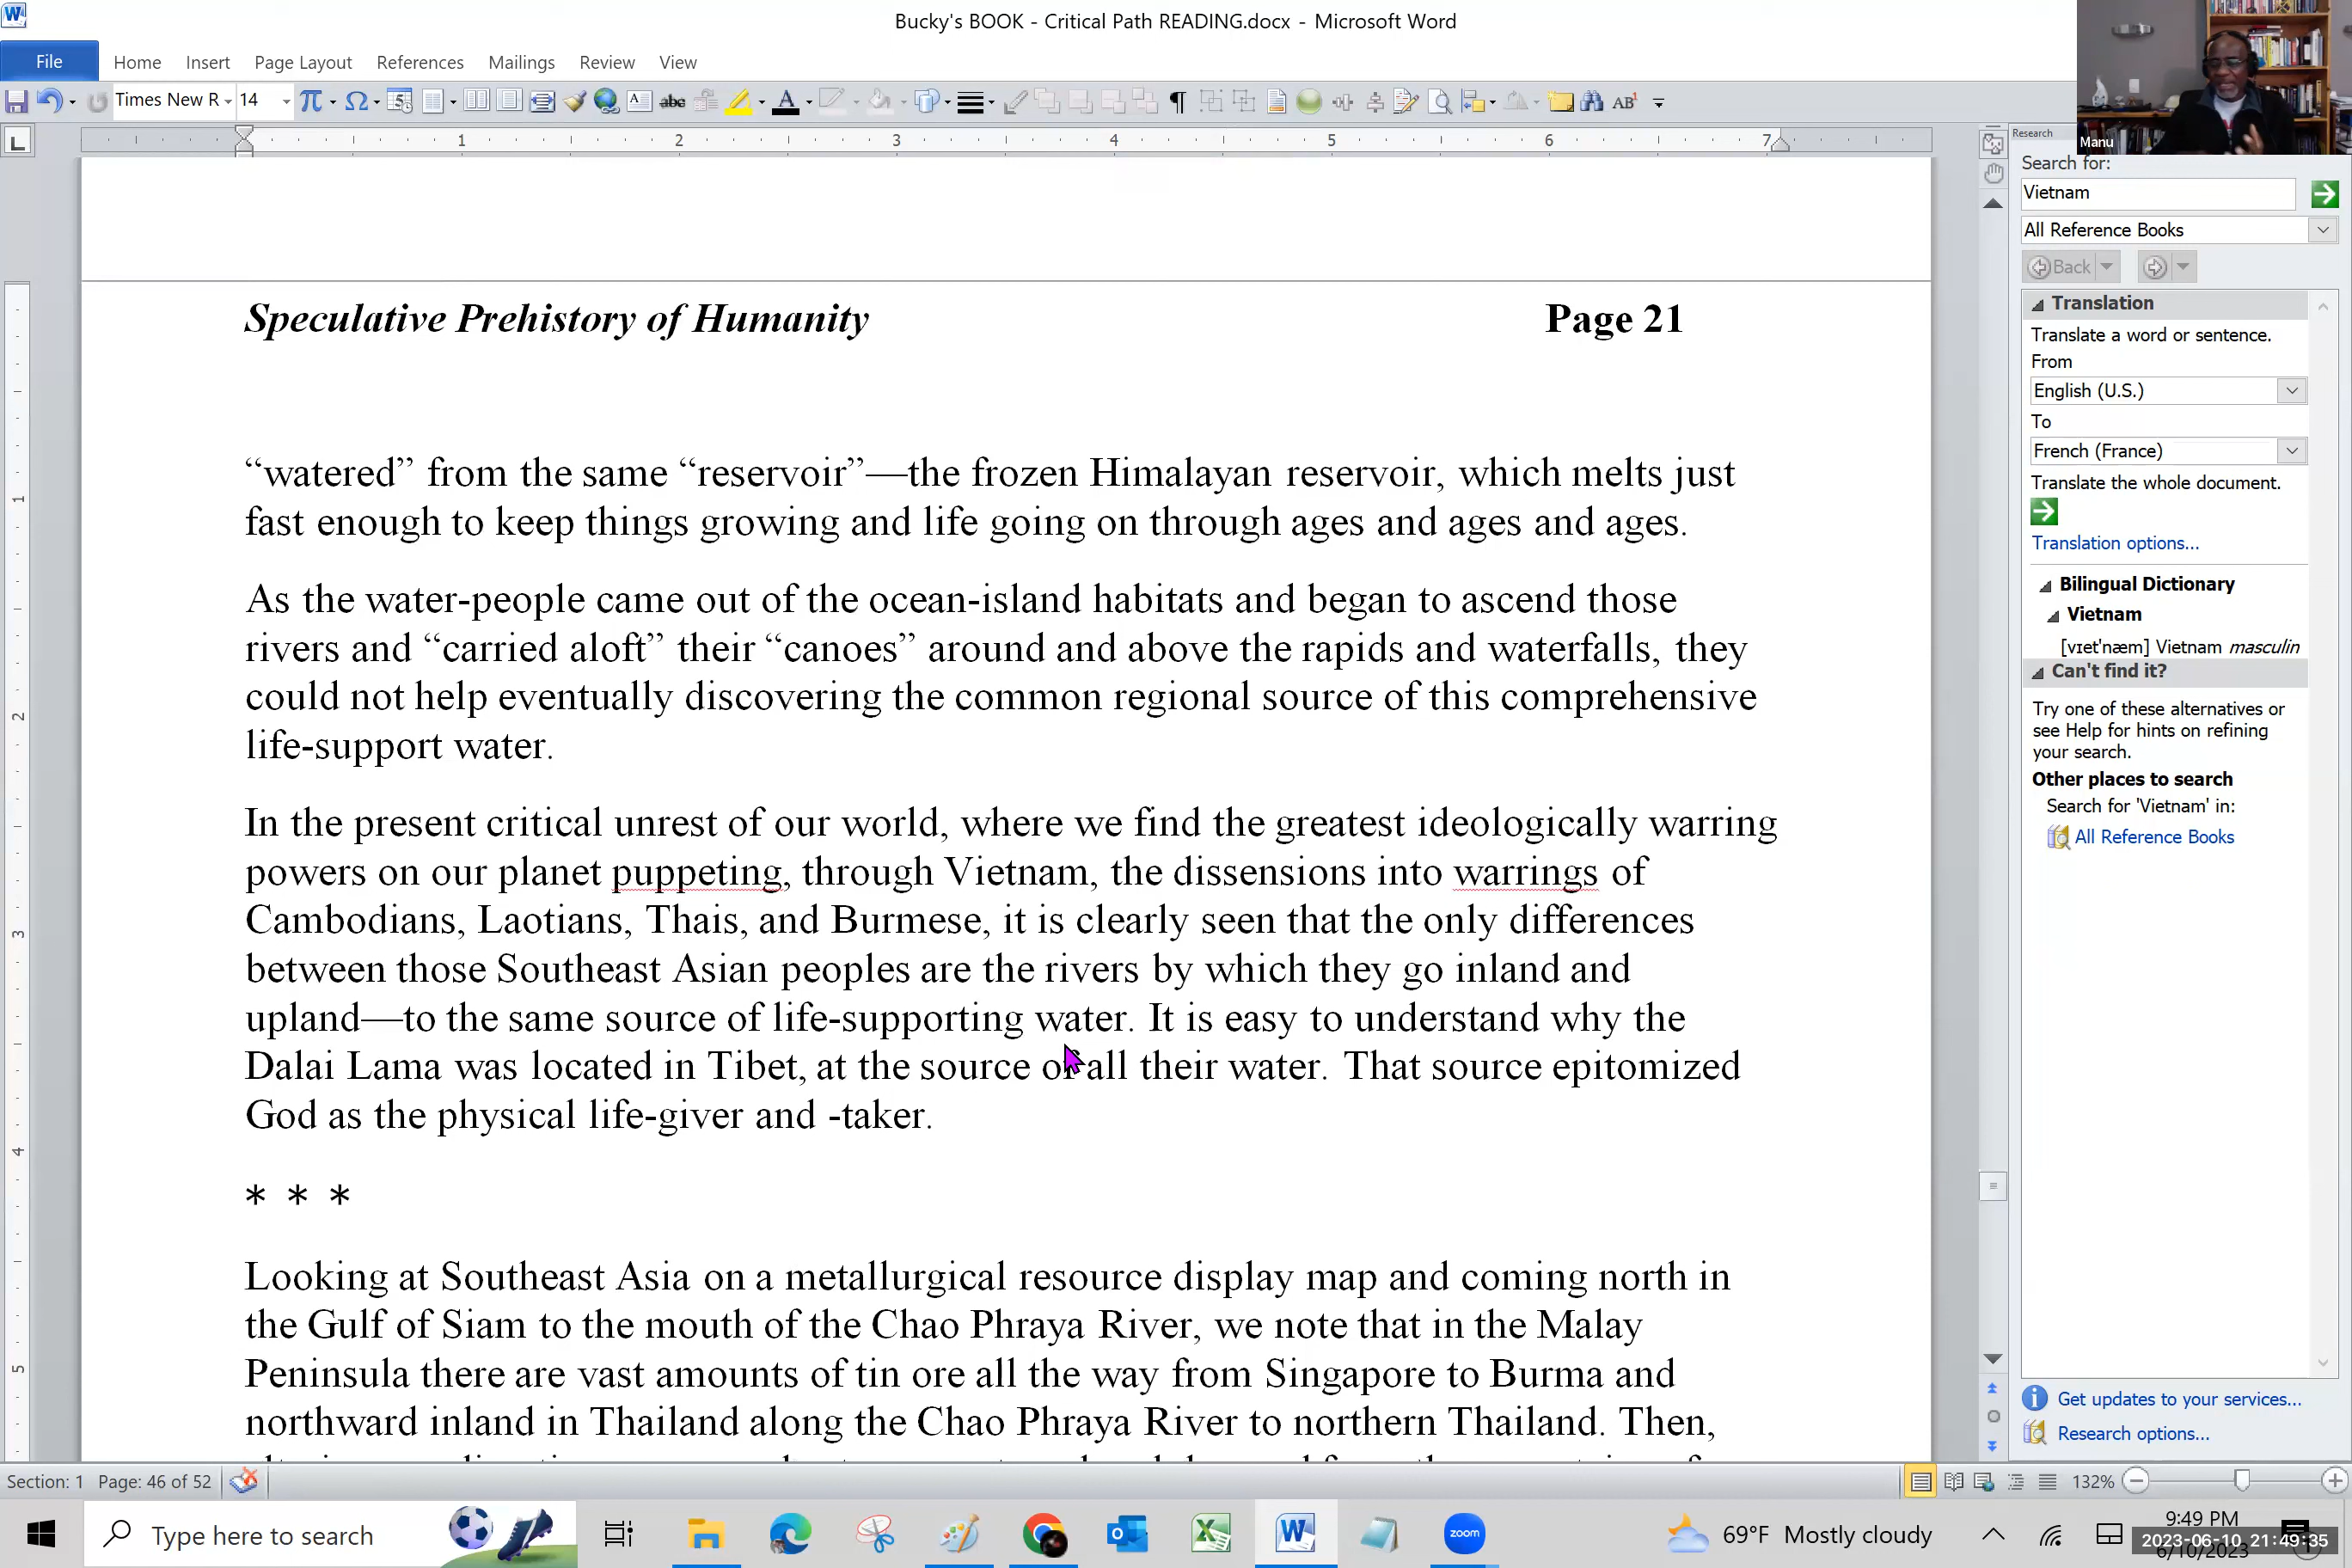 Bucky's BOOK - Critical Path READING.docx - Microsoft Word
File Home Insert Page Layout References Mailings Review View
Times New R 14
1 2 3 4 5 6 7
Manu
Research
Search for:
Vietnam
All Reference Books
Back
Translation
Translate a word or sentence.
From
English (U.S.)
To
French (France)
Translate the whole document.
Translation options...
Bilingual Dictionary
Vietnam
[vɪet'næm] Vietnam masculin
Can't find it?
Try one of these alternatives or
see Help for hints on refining
your search.
Other places to search
Search for 'Vietnam' in:
All Reference Books
Get updates to your services...
Research options...
Speculative Prehistory of Humanity Page 21
“watered” from the same “reservoir”—the frozen Himalayan reservoir, which melts just
fast enough to keep things growing and life going on through ages and ages and ages.
As the water-people came out of the ocean-island habitats and began to ascend those
rivers and “carried aloft” their “canoes” around and above the rapids and waterfalls, they
could not help eventually discovering the common regional source of this comprehensive
life-support water.
In the present critical unrest of our world, where we find the greatest ideologically warring
powers on our planet puppeting, through Vietnam, the dissensions into warrings of
Cambodians, Laotians, Thais, and Burmese, it is clearly seen that the only differences
between those Southeast Asian peoples are the rivers by which they go inland and
upland—to the same source of life-supporting water. It is easy to understand why the
Dalai Lama was located in Tibet, at the source of all their water. That source epitomized
God as the physical life-giver and -taker.
* * *
Looking at Southeast Asia on a metallurgical resource display map and coming north in
the Gulf of Siam to the mouth of the Chao Phraya River, we note that in the Malay
Peninsula there are vast amounts of tin ore all the way from Singapore to Burma and
northward inland in Thailand along the Chao Phraya River to northern Thailand. Then,
Section: 1 Page: 46 of 52
132%
Type here to search
zoom
69°F Mostly cloudy
9:49 PM
2023-06-10_21:49:35